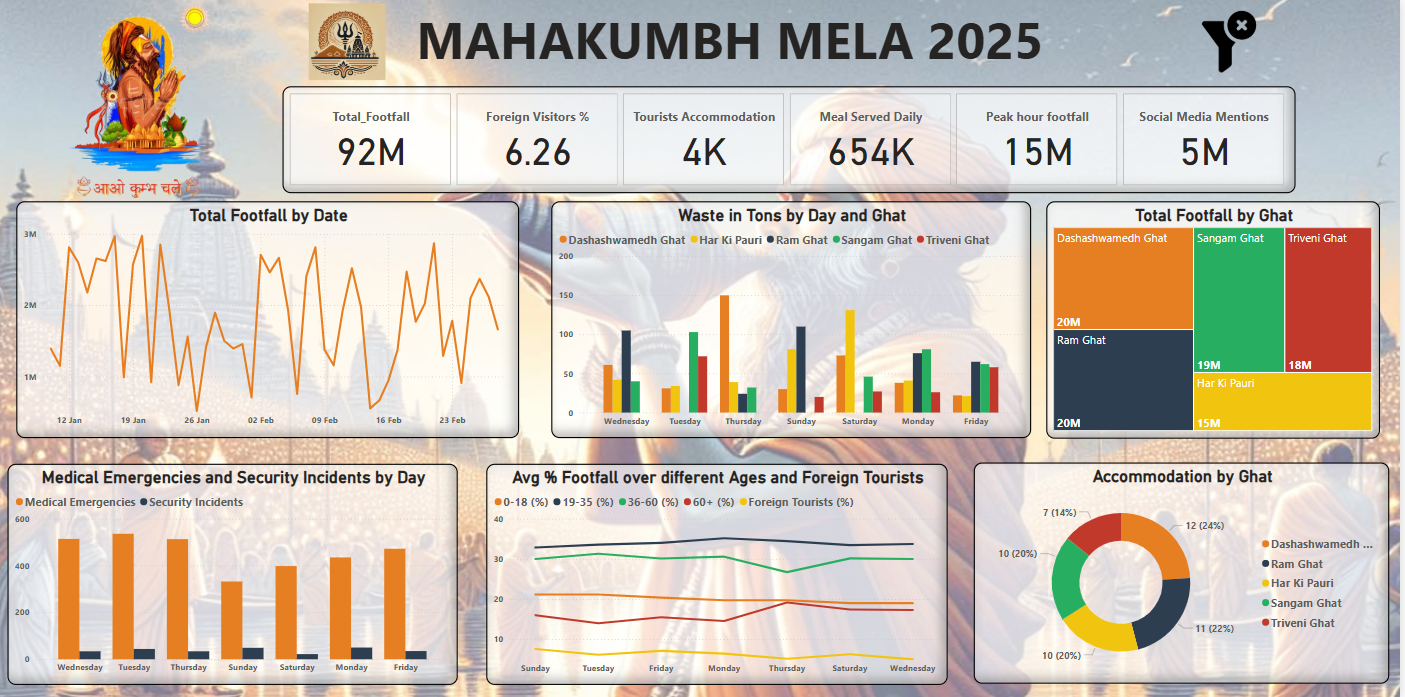 MAHAKUMBH MELA 2025
आओ कुम्भ चले
Total_Footfall
92M
Foreign Visitors %
6.26
Tourists Accommodation
4K
Meal Served Daily
654K
Peak hour footfall
15M
Social Media Mentions
5M
Total Footfall by Date
3M
2M
1M
12 Jan 19 Jan 26 Jan 02 Feb 09 Feb 16 Feb 23 Feb
Waste in Tons by Day and Ghat
Dashashwamedh Ghat Har Ki Pauri Ram Ghat Sangam Ghat Triveni Ghat
200
150
100
50
0
Wednesday Tuesday Thursday Sunday Saturday Monday Friday
Total Footfall by Ghat
Dashashwamedh Ghat
20M
Ram Ghat
20M
Sangam Ghat
19M
Triveni Ghat
18M
Har Ki Pauri
15M
Medical Emergencies and Security Incidents by Day
Medical Emergencies Security Incidents
600
400
200
0
Wednesday Tuesday Thursday Sunday Saturday Monday Friday
Avg % Footfall over different Ages and Foreign Tourists
0-18 (%) 19-35 (%) 36-60 (%) 60+ (%) Foreign Tourists (%)
40
30
20
10
Sunday Tuesday Friday Monday Thursday Saturday Wednesday
Accommodation by Ghat
7 (14%)
12 (24%)
10 (20%)
11 (22%)
10 (20%)
Dashashwamedh ...
Ram Ghat
Har Ki Pauri
Sangam Ghat
Triveni Ghat